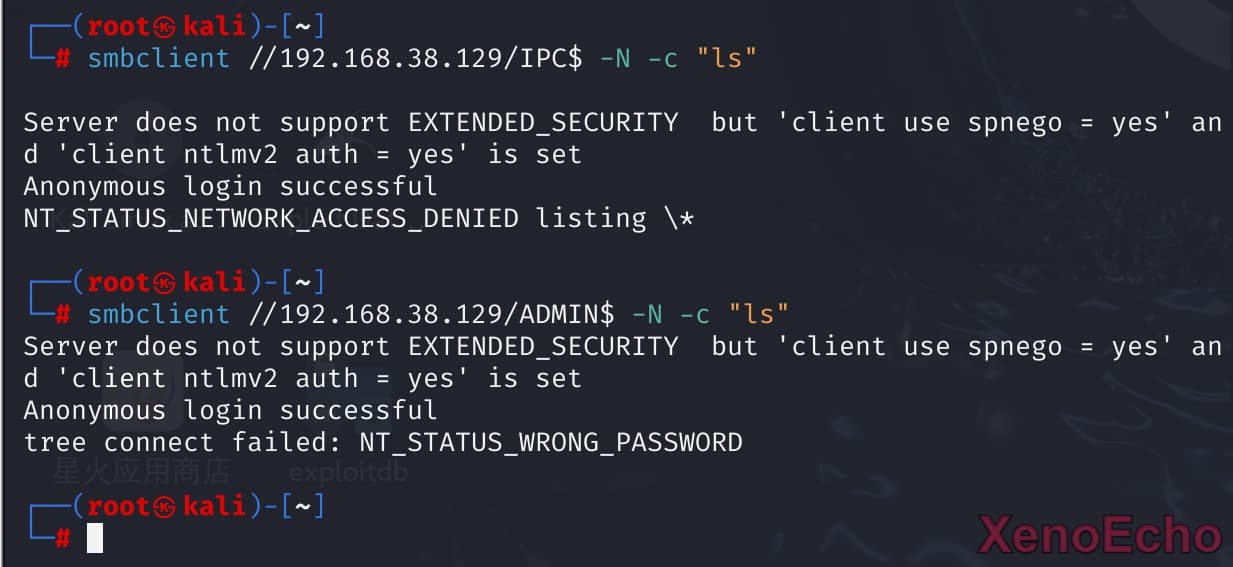 (root㉿kali)-[~]
# smbclient //192.168.38.129/IPC$ -N -c "ls"
Server does not support EXTENDED_SECURITY  but 'client use spnego = yes' an
d 'client ntlmv2 auth = yes' is set
Anonymous login successful
NT_STATUS_NETWORK_ACCESS_DENIED listing \*
(root㉿kali)-[~]
# smbclient //192.168.38.129/ADMIN$ -N -c "ls"
Server does not support EXTENDED_SECURITY  but 'client use spnego = yes' an
d 'client ntlmv2 auth = yes' is set
Anonymous login successful
tree connect failed: NT_STATUS_WRONG_PASSWORD
星火应用商店 exploitdb
(root㉿kali)-[~]
#
XenoEcho